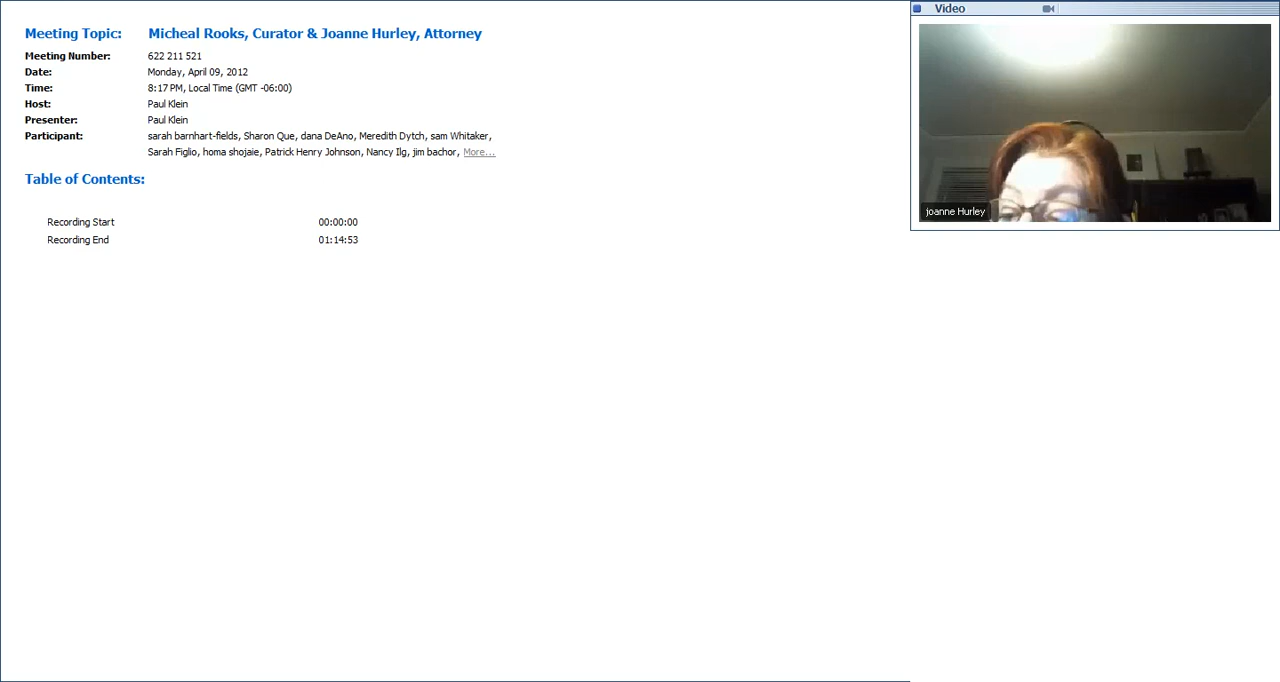 Meeting Topic: Micheal Rooks, Curator & Joanne Hurley, Attorney
Meeting Number: 622 211 521
Date: Monday, April 09, 2012
Time: 8:17 PM, Local Time (GMT -06:00)
Host: Paul Klein
Presenter: Paul Klein
Participant: sarah barnhart-fields, Sharon Que, dana DeAno, Meredith Dytch, sam Whitaker,
Sarah Figlio, homa shojaie, Patrick Henry Johnson, Nancy Ilg, jim bachor, More...
Table of Contents:
Recording Start 00:00:00
Recording End 01:14:53
Video
joanne Hurley